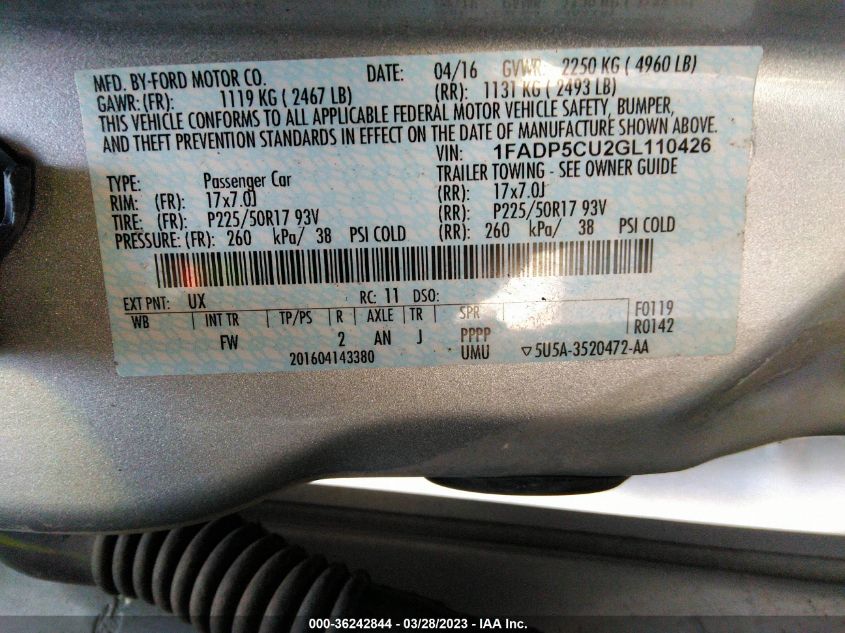 MFD. BY-FORD MOTOR CO. DATE: 04/16 GVWR: 2250 KG ( 4960 LB)
GAWR:(FR): 1119 KG ( 2467 LB) (RR): 1131 KG ( 2493 LB)
THIS VEHICLE CONFORMS TO ALL APPLICABLE FEDERAL MOTOR VEHICLE SAFETY, BUMPER,
AND THEFT PREVENTION STANDARDS IN EFFECT ON THE DATE OF MANUFACTURE SHOWN ABOVE.
VIN: 1FADP5CU2GL110426
TYPE: Passenger Car TRAILER TOWING - SEE OWNER GUIDE
RIM: (FR): 17x7.0J (RR): 17x7.0J
TIRE: (FR): P225/50R17 93V (RR): P225/50R17 93V
PRESSURE: (FR): 260 kPa/ 38 PSI COLD (RR): 260 kPa/ 38 PSI COLD
EXT PNT: UX RC: 11 DSO:
WB INT TR TP/PS R AXLE TR SPR F0119
FW 2 AN J PPPP R0142
201604143380 UMU ▽5U5A-3520472-AA
000-36242844 — 03/28/2023 — IAA Inc.